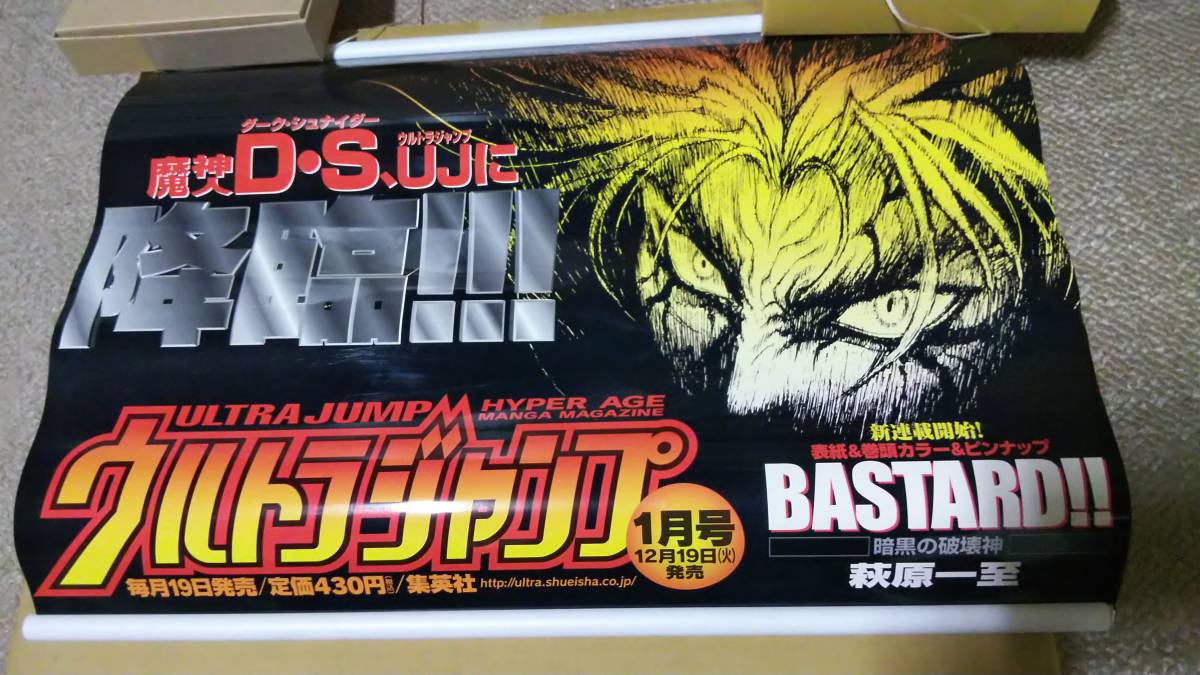 ダーク・シュナイダー
ウルトラジャンプ
魔神人D・S、UJに
降臨!!!
ULTRA JUMP
HYPER AGE
MANGA MAGAZINE
ウルトラジャンプ
1月号
12月19日(火)
発売
毎月19日発売/定価430円(税込)/集英社 http://ultra.shueisha.co.jp/
新連載開始!
表紙&巻頭カラー&ピンナップ
BASTARD!!
暗黒の破壊神
萩原一至